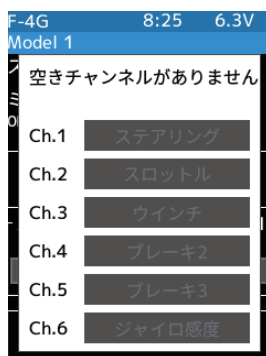 F-4G 8:25 6.3V
Model 1
空きチャンネルがありません
Ch.1 ステアリング
Ch.2 スロットル
Ch.3 ウインチ
Ch.4 ブレーキ2
Ch.5 ブレーキ3
Ch.6 ジャイロ感度